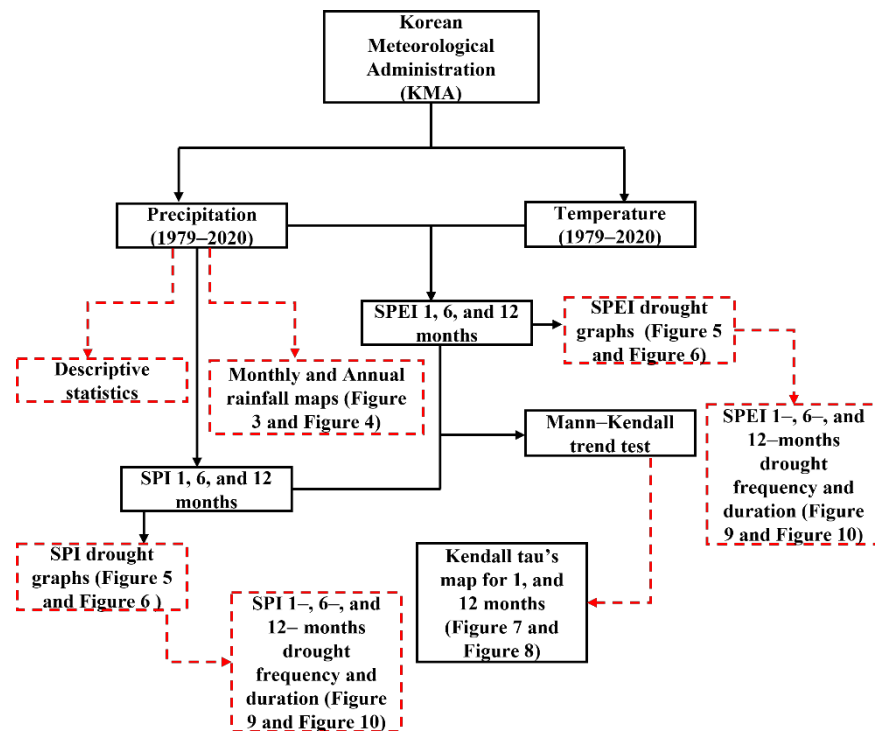 Korean
Meteorological
Administration
(KMA)
Precipitation
(1979–2020)
Temperature
(1979–2020)
SPEI 1, 6, and 12
months
SPEI drought
graphs (Figure 5
and Figure 6)
Descriptive
statistics
Monthly and Annual
rainfall maps (Figure
3 and Figure 4)
Mann–Kendall
trend test
SPEI 1–, 6–, and
12–months
drought
frequency and
duration (Figure
9 and Figure 10)
SPI 1, 6, and 12
months
SPI drought
graphs (Figure 5
and Figure 6 )
Kendall tau's
map for 1, and
12 months
(Figure 7 and
Figure 8)
SPI 1–, 6–, and
12– months
drought
frequency and
duration (Figure
9 and Figure 10)